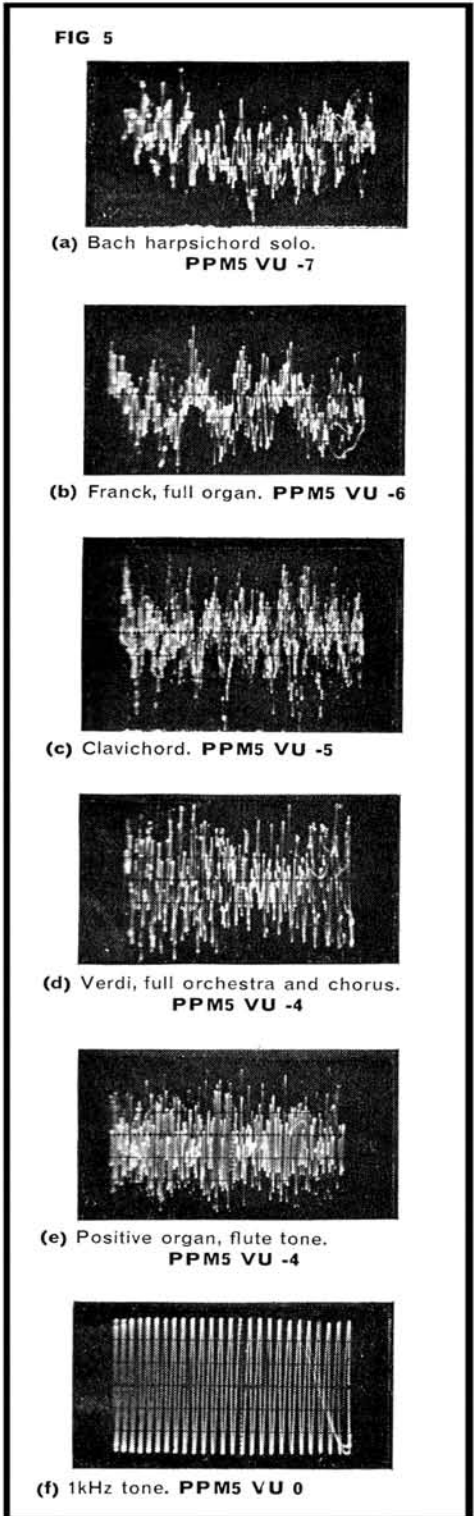 FIG 5
(a) Bach harpsichord solo.
PPM5 VU -7
(b) Franck, full organ. PPM5 VU -6
(c) Clavichord. PPM5 VU -5
(d) Verdi, full orchestra and chorus.
PPM5 VU -4
(e) Positive organ, flute tone.
PPM5 VU -4
(f) 1kHz tone. PPM5 VU 0